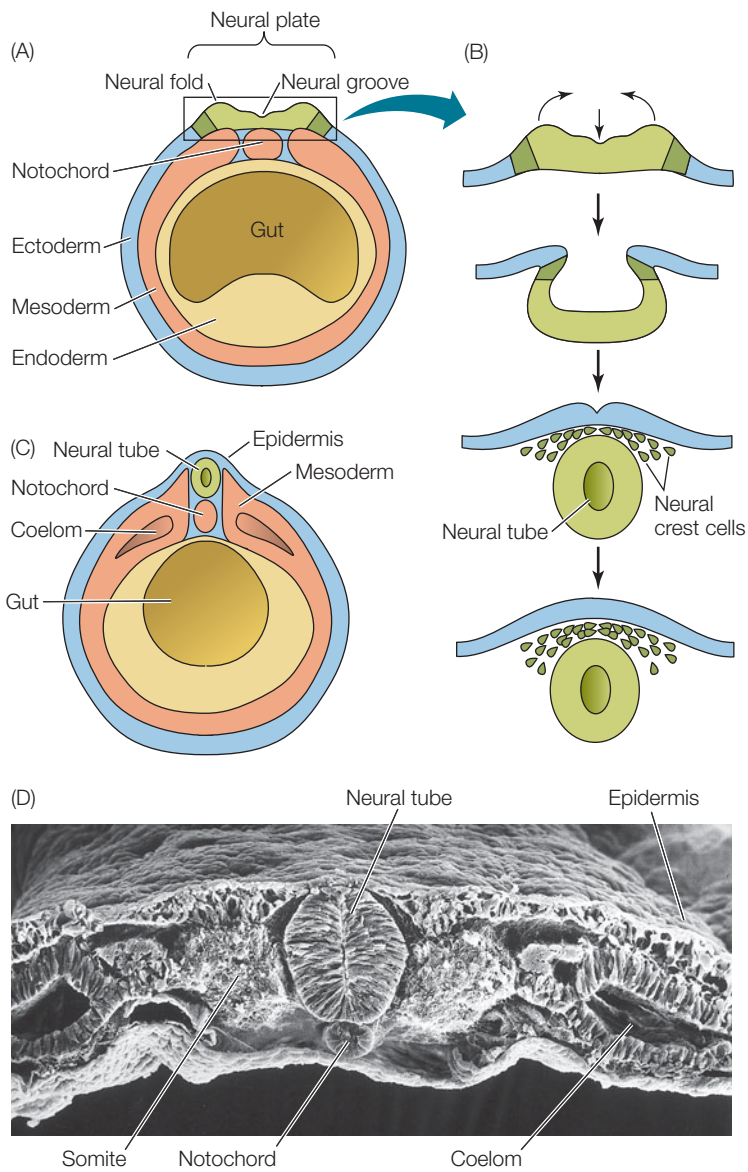 Neural plate
(A)
Neural fold
Neural groove
Notochord
Gut
Ectoderm
Mesoderm
Endoderm
(B)
Neural tube
Neural
crest cells
(C)
Neural tube
Epidermis
Notochord
Mesoderm
Coelom
Gut
(D)
Neural tube
Epidermis
Somite
Notochord
Coelom